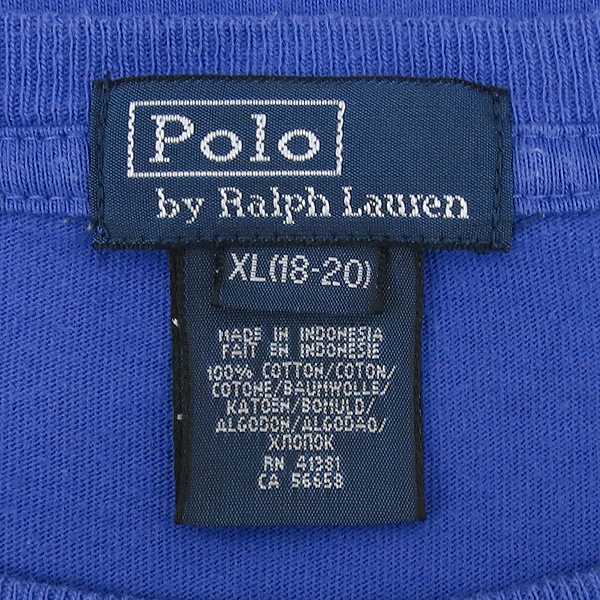 Polo
by Ralph Lauren
XL(18-20)
MADE IN INDONESIA
FAIT EN INDONESIE
100% COTTON/COTON/
COTONE/BAUMWOLLE/
KATOEN/BOMULD/
ALGODON/ALGODAO/
ХЛОПОК
RN 41381
CA 56658